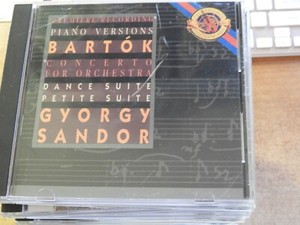 PREMIERE RECORDING
PIANO VERSIONS
BARTÓK
CONCERTO
FOR ORCHESTRA
DANCE SUITE
PETITE SUITE
GYORGY
SANDOR